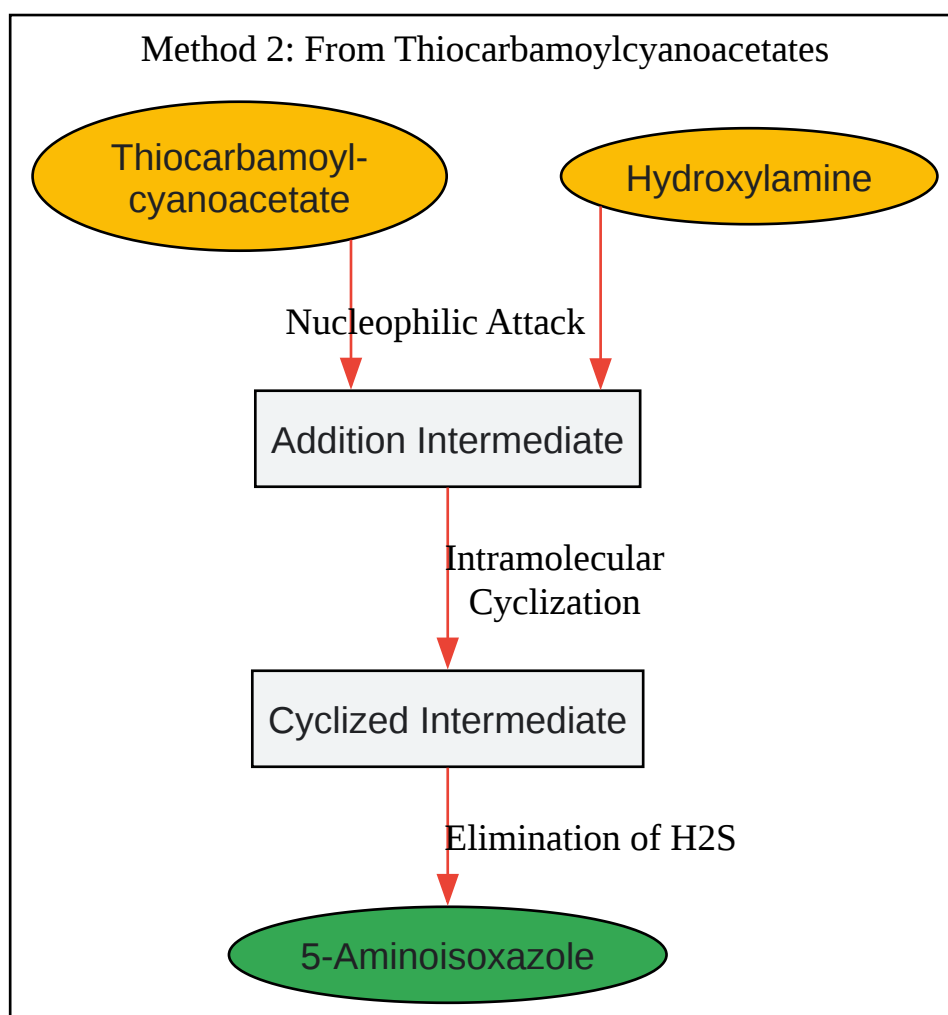 Method 2: From Thiocarbamoylcyanoacetates
Thiocarbamoyl-
cyanoacetate
Hydroxylamine
Nucleophilic Attack
Addition Intermediate
Intramolecular
Cyclization
Cyclized Intermediate
Elimination of H2S
5-Aminoisoxazole